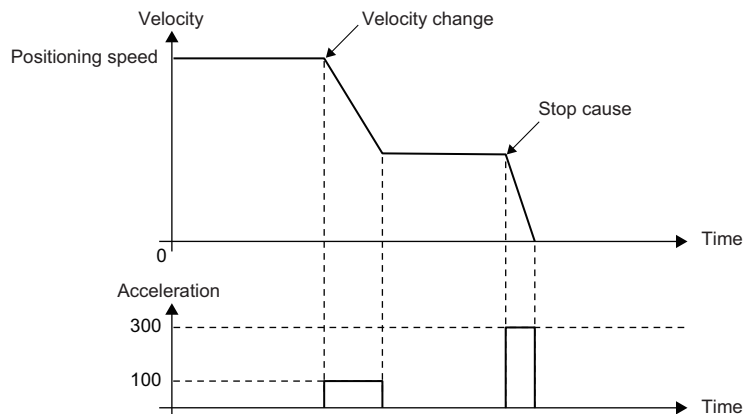 Velocity
Velocity change
Positioning speed
Stop cause
Time
0
Acceleration
300
100
Time